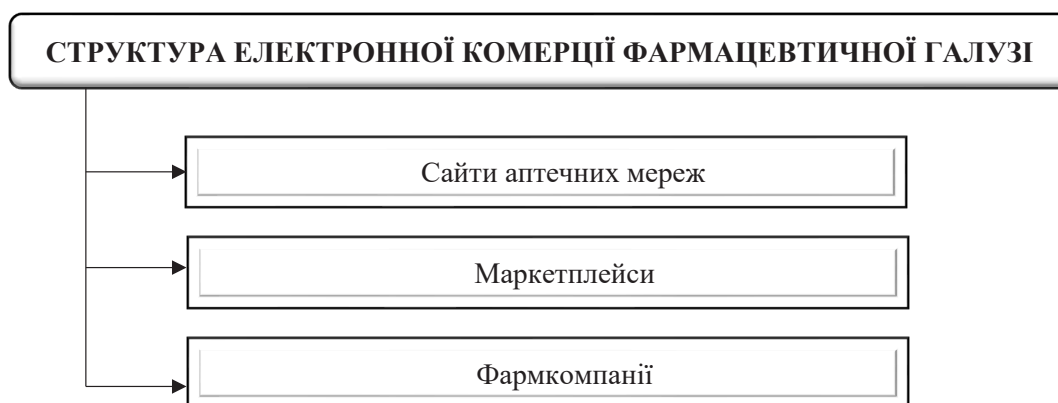 СТРУКТУРА ЕЛЕКТРОННОЇ КОМЕРЦІЇ ФАРМАЦЕВТИЧНОЇ ГАЛУЗІ
Сайти аптечних мереж
Маркетплейси
Фармкомпанії